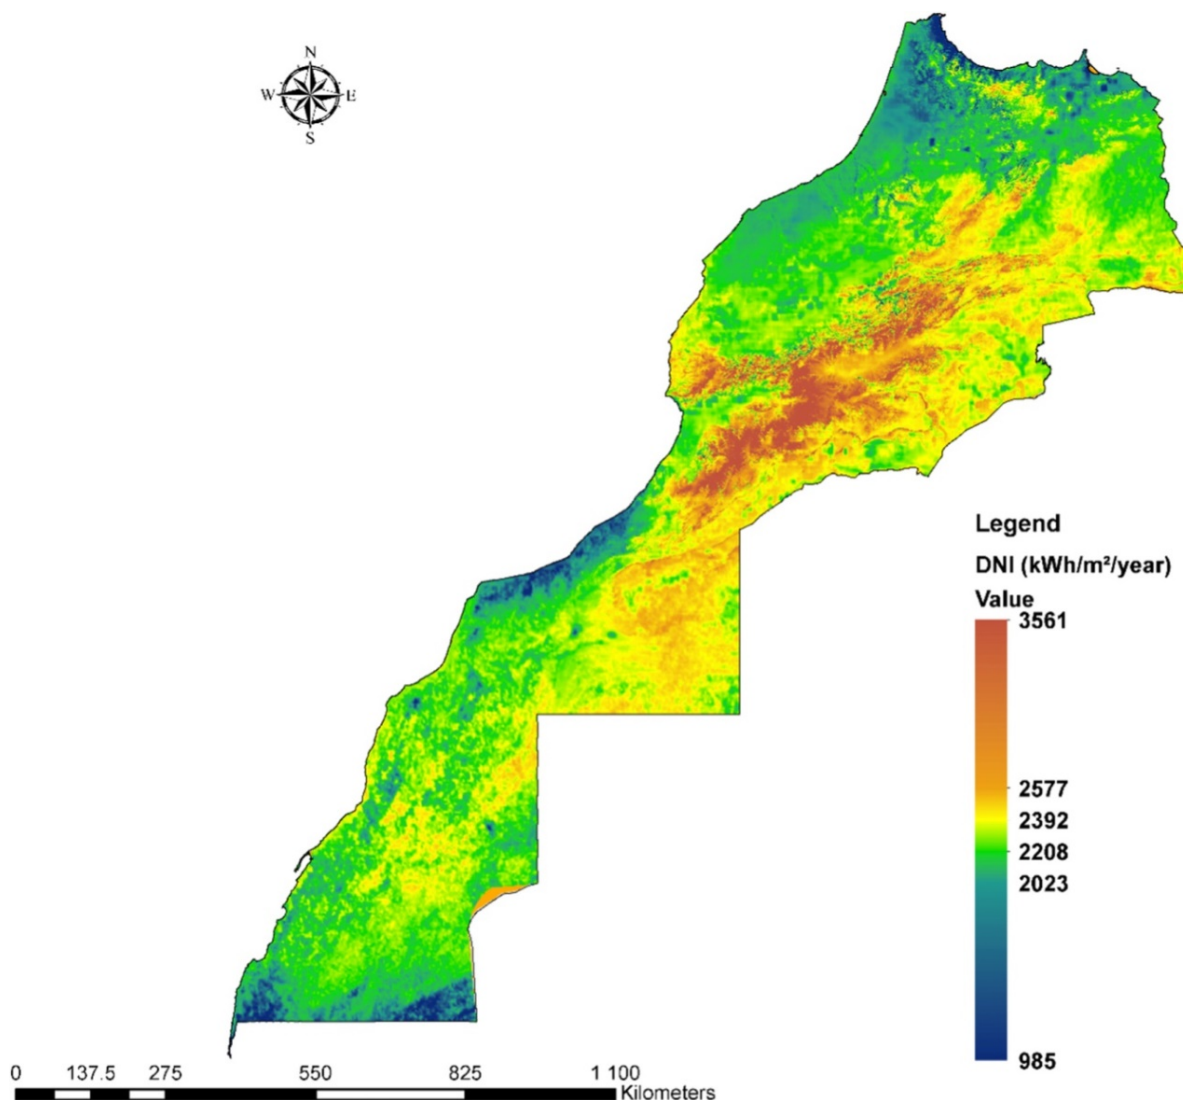 N
W E
S
Legend
DNI (kWh/m²/year)
Value
3561
2577
2392
2208
2023
985
0 137.5 275 550 825 1 100
Kilometers